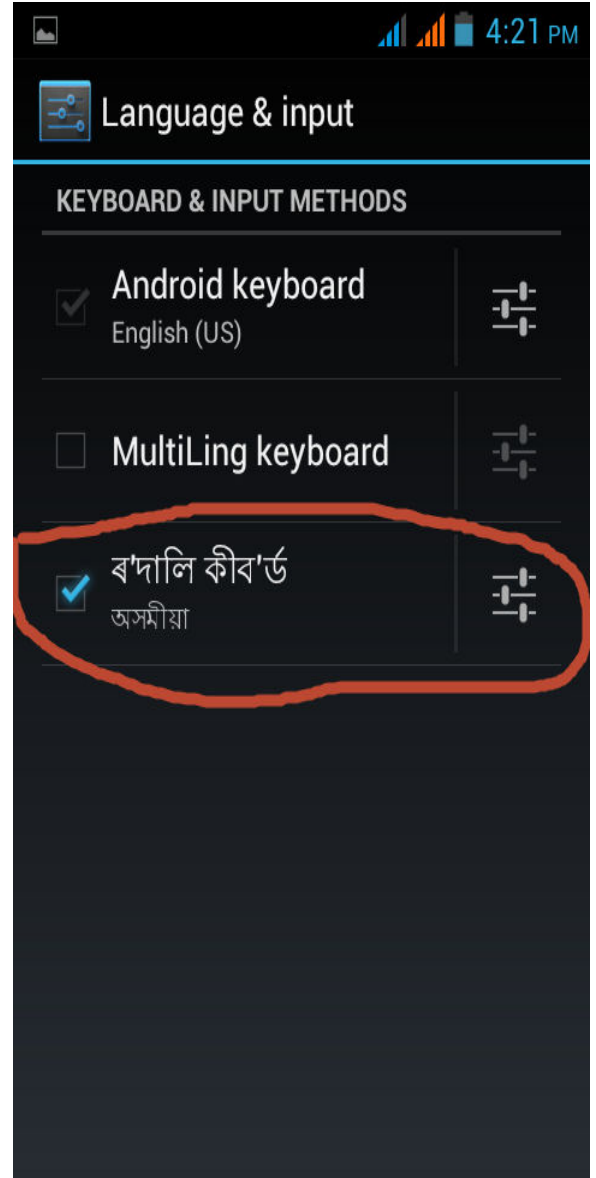 4:21 PM
Language & input
KEYBOARD & INPUT METHODS
Android keyboard
English (US)
MultiLing keyboard
ৰ'দালি কীব'ৰ্ড
অসমীয়া